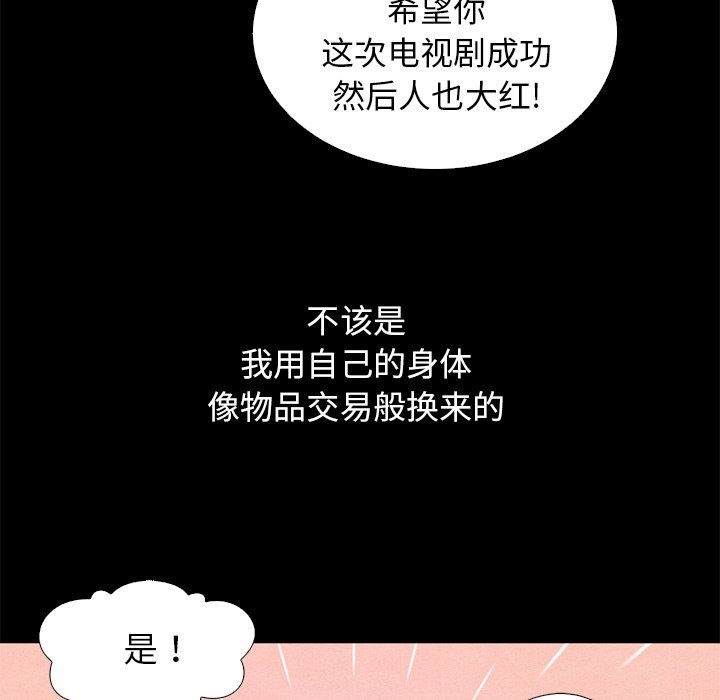 希望你
这次电视剧成功
然后人也大红!
不该是
我用自己的身体
像物品交易般换来的
是！